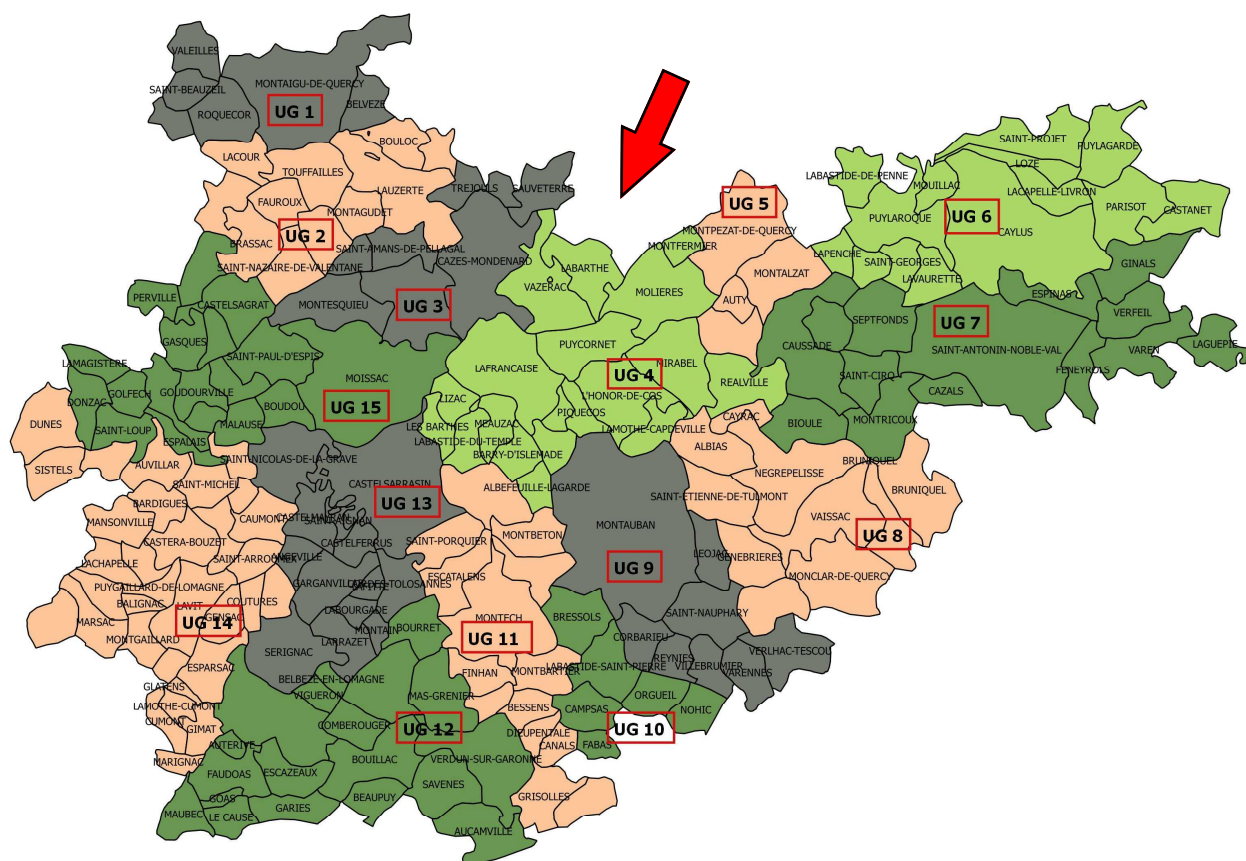 VALEILLES
MONTAIGU-DE-QUERCY
SAINT-BEAUZEIL
BELVEZE
ROQUECOR
UG 1
BOULOC
LACOUR
TOUFFAILLES
LAUZERTE
TREJOULS
SAUVETERRE
FAUROUX
MONTAGUDET
UG 2
BRASSAC
SAINT-AMANS-DE-PELLAGAL
CAZES-MONDENARD
SAINT-NAZAIRE-DE-VALENTANE
SAINT-PROJET
PUYLAGARDE
LOZE
LABASTIDE-DE-PENNE
MOUILLAC
LACAPELLE-LIVRON
PARISOT
CASTANET
UG 5
UG 6
PUYLAROQUE
MONTPEZAT-DE-QUERCY
CAYLUS
MONTFERMIER
LAPENCHE
SAINT-GEORGES
GINALS
LABARTHE
MONTALZAT
LAVAURETTE
VAZERAC
MOLIERES
ESPINAS
PERVILLE
CASTELSAGRAT
MONTESQUIEU
UG 3
AUTY
SEPTFONDS
UG 7
VERFEIL
GASQUES
PUYCORNET
CAUSSADE
LAGUEPIE
SAINT-PAUL-D'ESPIS
SAINT-ANTONIN-NOBLE-VAL
VAREN
LAMAGISTERE
LAFRANCAISE
MIRABEL
FENEYROLS
MOISSAC
UG 4
SAINT-CIRQ
GOLFECH
GOUDOURVILLE
REALVILLE
CAZALS
DONZAC
BOUDOU
UG 15
LIZAC
L'HONOR-DE-COS
DUNES
MALAUSE
PIQUECOS
CAYRAC
BIOULE
MONTRICOUX
SAINT-LOUP
LES BARTHES
MEAUZAC
LAMOTHE-CAPDEVILLE
ESPALAIS
LABASTIDE-DU-TEMPLE
ALBIAS
SISTELS
AUVILLAR
SAINT-NICOLAS-DE-LA-GRAVE
BARRY-D'ISLEMADE
BRUNIQUEL
NEGREPELISSE
SAINT-MICHEL
CASTELSARRASIN
ALBEFEUILLE-LAGARDE
SAINT-ETIENNE-DE-TULMONT
BRUNIQUEL
BARDIGUES
UG 13
MANSONVILLE
CAUMONT
CASTELMAYRAN
SAINT-AIGNAN
MONTAUBAN
VAISSAC
CASTERA-BOUZET
CASTELFERRUS
SAINT-PORQUIER
MONTBETON
UG 8
LACHAPELLE
SAINT-ARROUMEX
ANGEVILLE
LEOJAC
GENEBRIERES
UG 9
PUYGAILLARD-DE-LOMAGNE
GARGANVILLAR
ESCATALENS
MONCLAR-DE-QUERCY
BALIGNAC
LAVIT
COUTURES
LABOURGADE
MARSAC
GENSAC
MONTECH
BRESSOLS
SAINT-NAUPHARY
UG 14
MONTAIN
MONTGAILLARD
LARRAZET
BOURRET
UG 11
CORBARIEU
SERIGNAC
REYNIES
VERLHAC-TESCOU
ESPARSAC
LABASTIDE-SAINT-PIERRE
VILLEBRUMIER
FINHAN
MONTBARTIER
VARENNES
BELBEZE-EN-LOMAGNE
GLATENS
VIGUERON
MAS-GRENIER
ORGUEIL
LAMOTHE-CUMONT
BESSENS
CAMPSAS
NOHIC
CUMONT
GIMAT
COMBEROUGER
UG 12
DIEUPENTALE
UG 10
AUTERIVE
CANALS
FABAS
MARIGNAC
BOUILLAC
VERDUN-SUR-GARONNE
FAUDOAS
ESCAZEAUX
SAVENES
GOAS
BEAUPUY
GRISOLLES
MAUBEC
LE CAUSE
GARIES
AUCAMVILLE